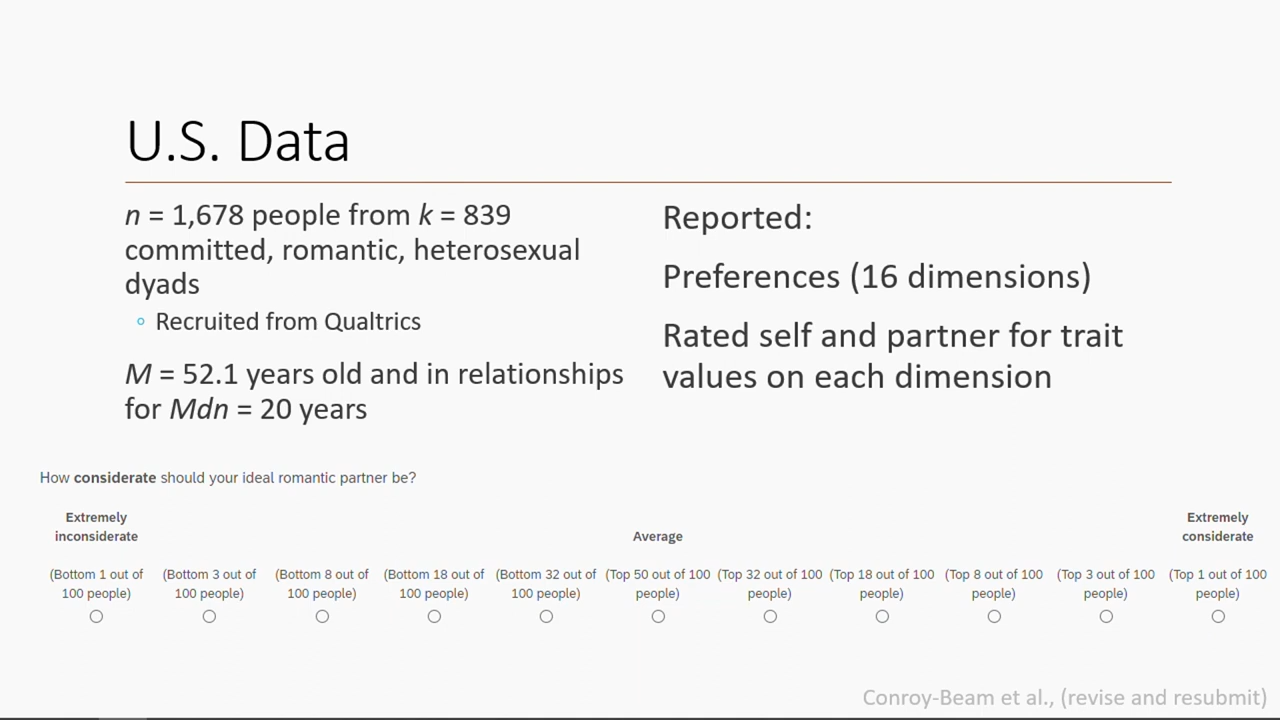 U.S. Data
n = 1,678 people from k = 839
committed, romantic, heterosexual
dyads
Recruited from Qualtrics
M = 52.1 years old and in relationships
for Mdn = 20 years
Reported:
Preferences (16 dimensions)
Rated self and partner for trait
values on each dimension
How considerate should your ideal romantic partner be?
Extremely
inconsiderate
Average
Extremely
considerate
(Bottom 1 out of
100 people)
(Bottom 3 out of
100 people)
(Bottom 8 out of
100 people)
(Bottom 18 out of
100 people)
(Bottom 32 out of
100 people)
(Top 50 out of 100
people)
(Top 32 out of 100
people)
(Top 18 out of 100
people)
(Top 8 out of 100
people)
(Top 3 out of 100
people)
(Top 1 out of 100
people)
Conroy-Beam et al., (revise and resubmit)